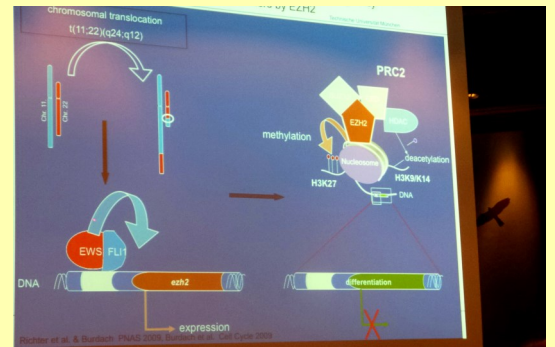 chromosomal translocation
t(11;22)(q24;q12)
by EZH2
Chr. 11
Chr. 22
PRC2
EZH2
HDAC
methylation
Nucleosome
deacetylation
H3K27
H3K9/K14
DNA
EWS
FLI1
DNA
ezh2
differentiation
expression
Richter et al. & Burdach PNAS 2009, Burdach et al. Cell Cycle 2009